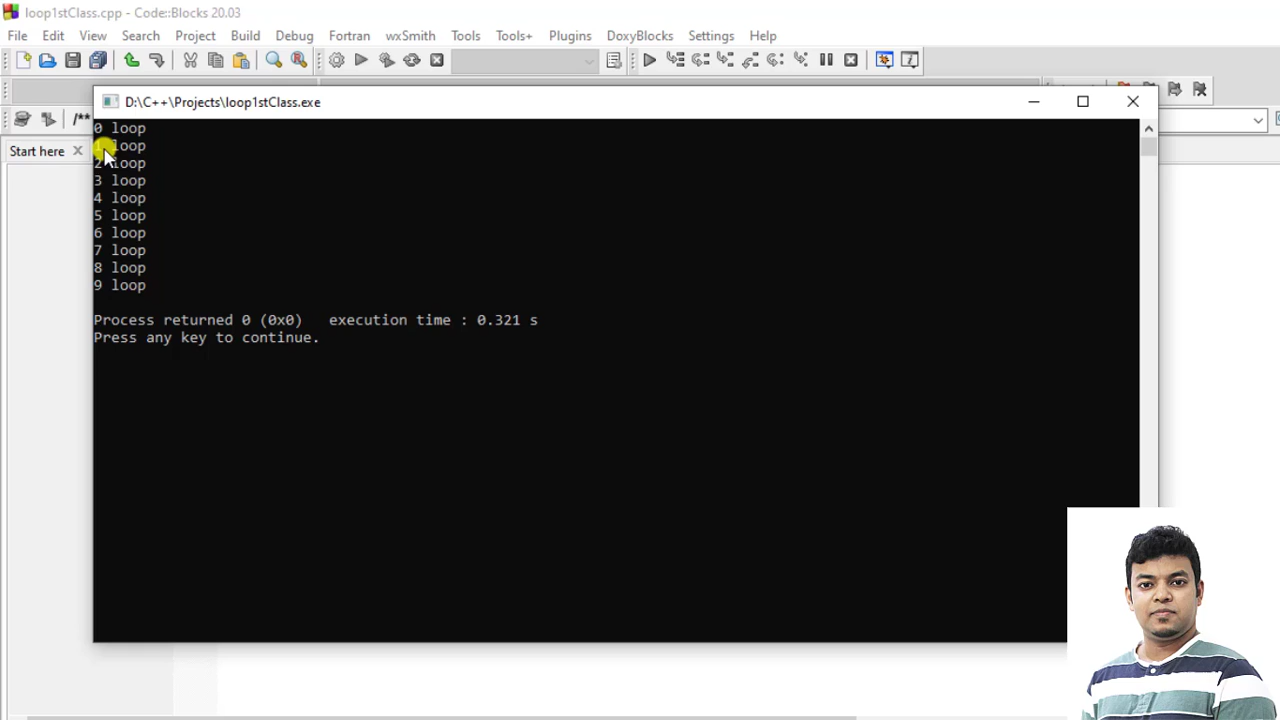 loop1stClass.cpp - Code::Blocks 20.03
File Edit View Search Project Build Debug Fortran wxSmith Tools Tools+ Plugins DoxyBlocks Settings Help
D:\C++\Projects\loop1stClass.exe
/**
Start here
0 loop
1 loop
2 loop
3 loop
4 loop
5 loop
6 loop
7 loop
8 loop
9 loop
Process returned 0 (0x0)   execution time : 0.321 s
Press any key to continue.